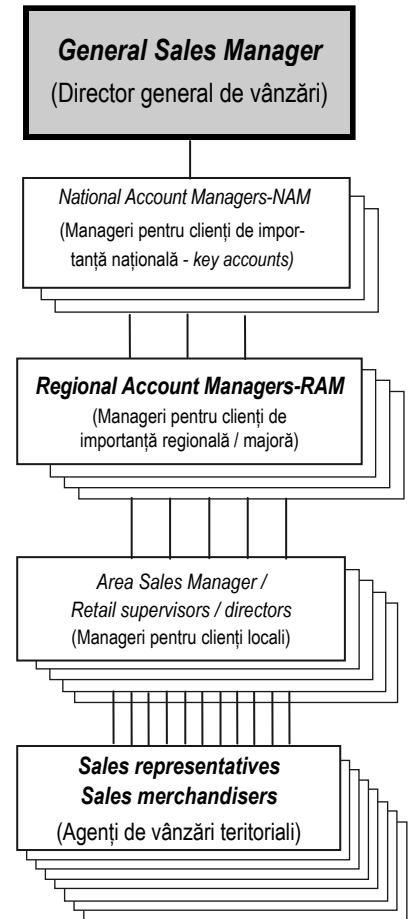 General Sales Manager
(Director general de vânzări)
National Account Managers-NAM
(Manageri pentru clienți de impor-
tanță națională - key accounts)
Regional Account Managers-RAM
(Manageri pentru clienți de
importanță regională / majoră)
Area Sales Manager /
Retail supervisors / directors
(Manageri pentru clienți locali)
Sales representatives
Sales merchandisers
(Agenți de vânzări teritoriali)